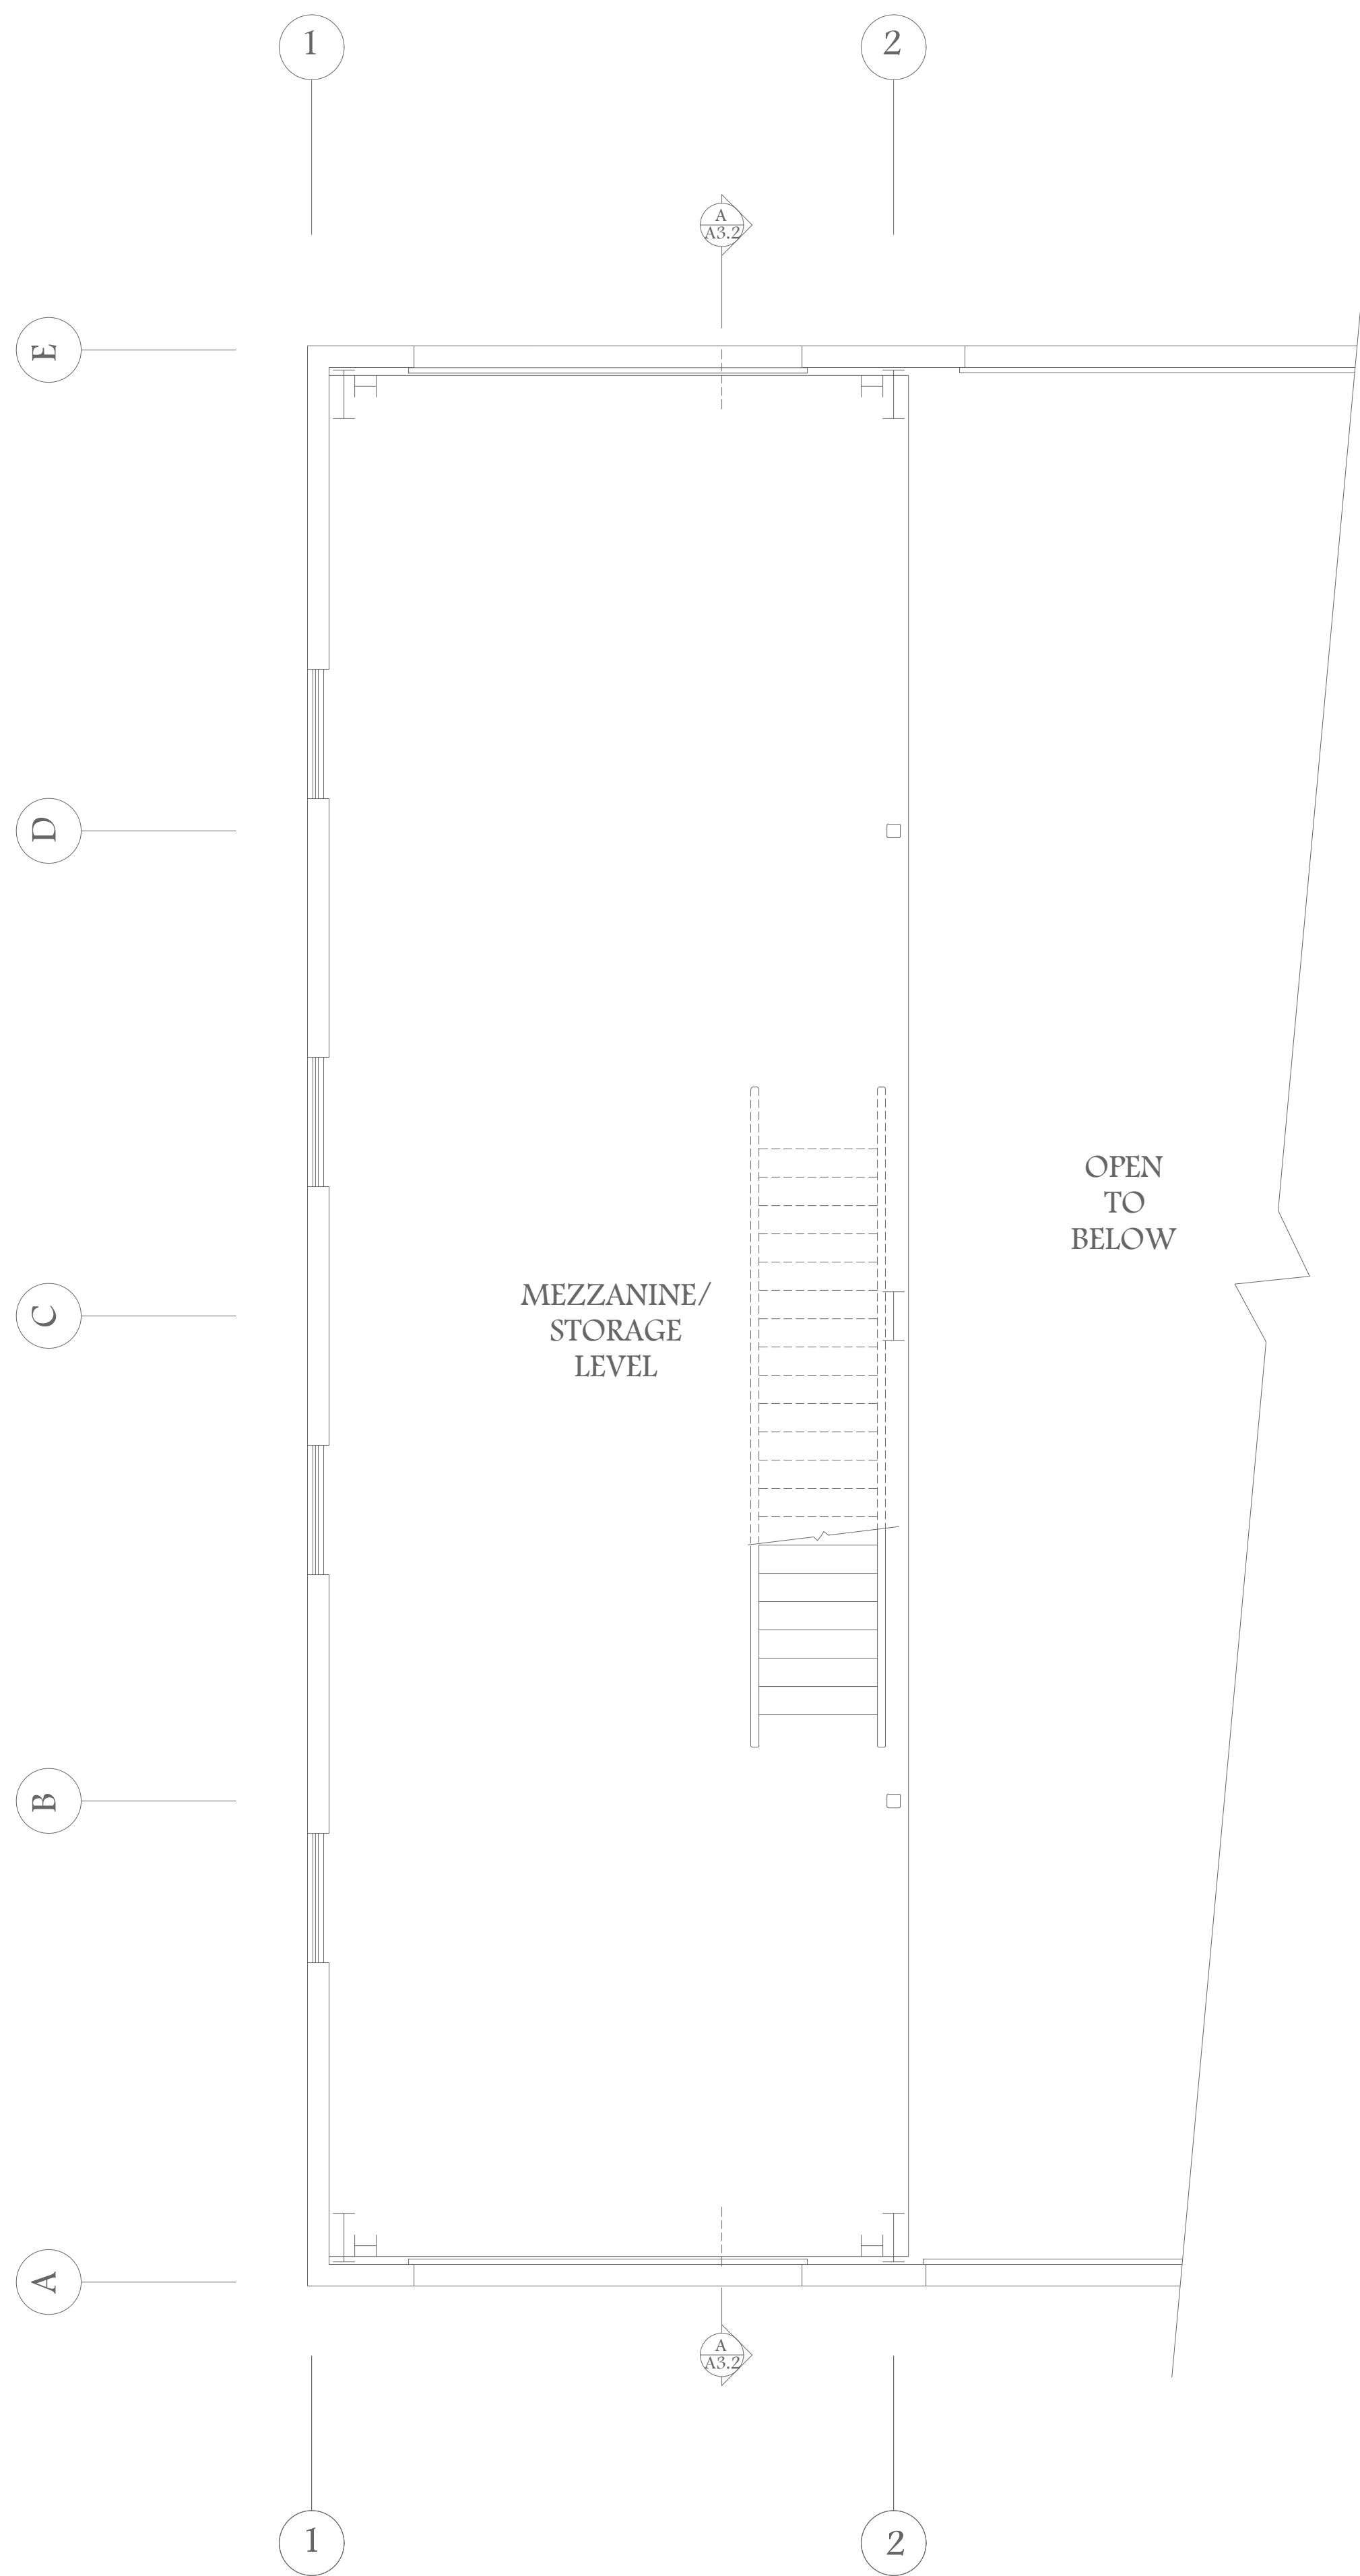 1
2
A
A3.2
E
D
OPEN
TO
BELOW
MEZZANINE/
STORAGE
LEVEL
C
B
A
A
A3.2
1
2